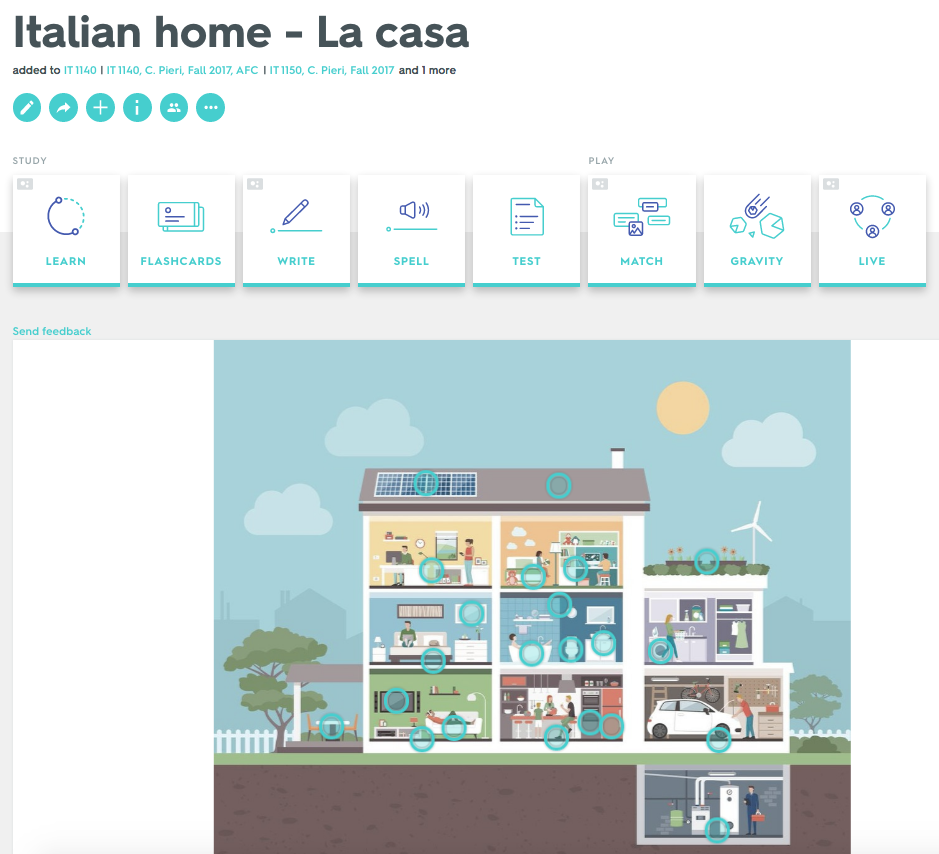 Italian home - La casa
added to IT 1140 | IT 1140, C. Pieri, Fall 2017, AFC | IT 1150, C. Pieri, Fall 2017 and 1 more
STUDY PLAY
LEARN FLASHCARDS WRITE SPELL TEST MATCH GRAVITY LIVE
Send feedback